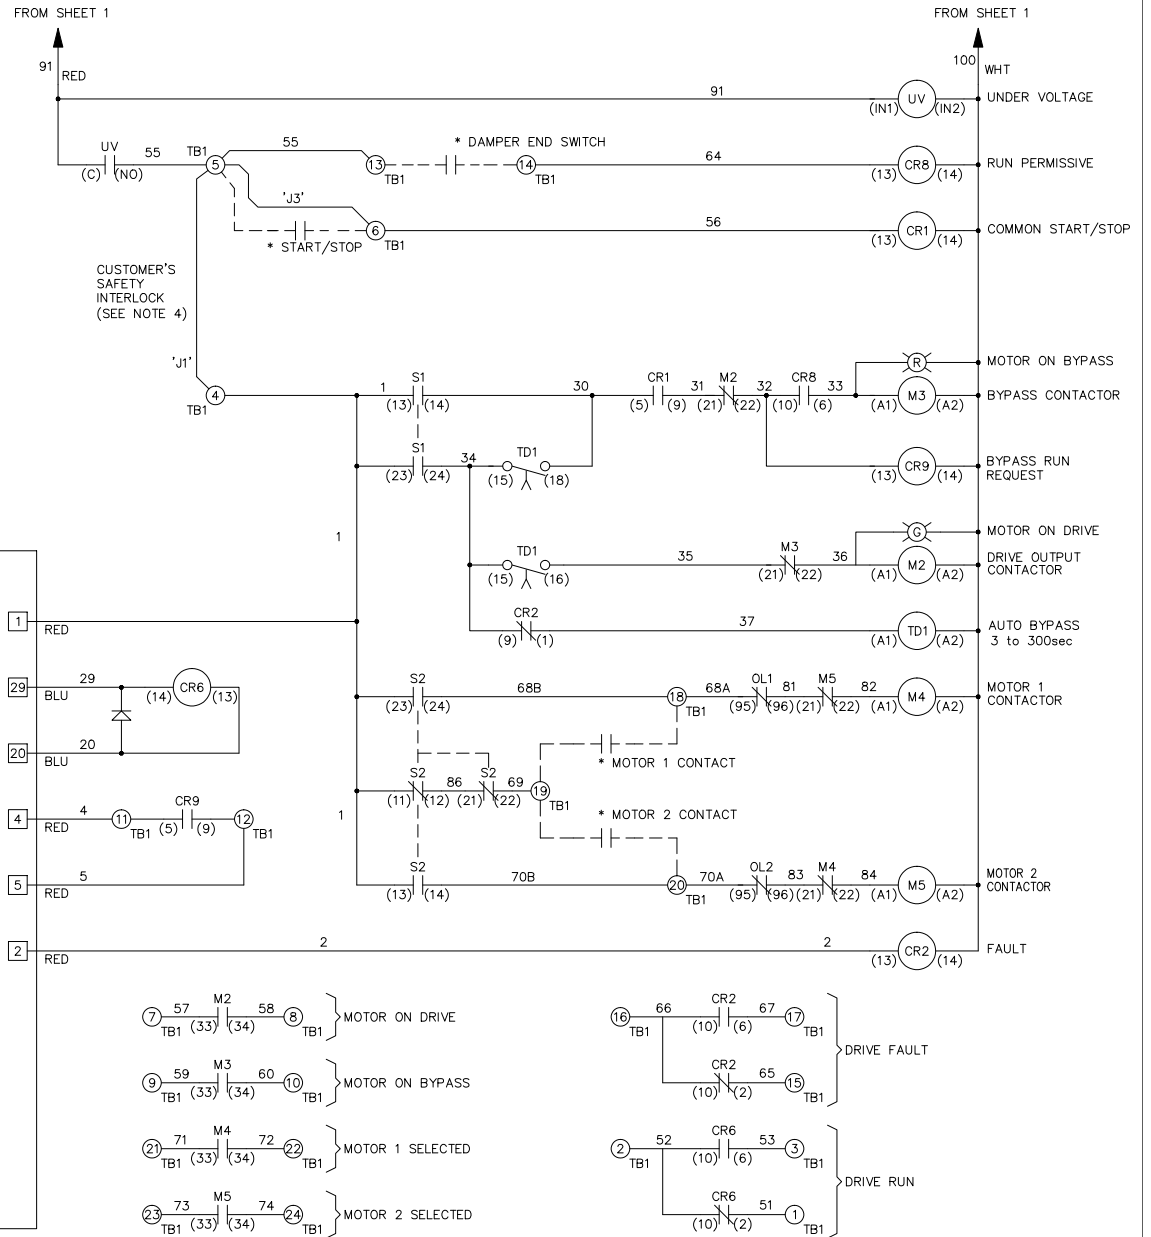 FROM SHEET 1
FROM SHEET 1
91
RED
100
WHT
91
(IN1) UV (IN2)
UNDER VOLTAGE
UV
(C) (NO)
55
TB1
5
55
13
TB1
* DAMPER END SWITCH
14
TB1
64
(13) CR8 (14)
RUN PERMISSIVE
'J3'
* START/STOP
6
TB1
56
(13) CR1 (14)
COMMON START/STOP
CUSTOMER'S
SAFETY
INTERLOCK
(SEE NOTE 4)
'J1'
4
TB1
R
MOTOR ON BYPASS
1
S1
(13) (14)
30
CR1
(5) (9)
31
M2
(21) (22)
32
CR8
(10) (6)
33
(A1) M3 (A2)
BYPASS CONTACTOR
S1
(23) (24)
34
TD1
(15) (18)
(13) CR9 (14)
BYPASS RUN
REQUEST
1
G
MOTOR ON DRIVE
TD1
(15) (16)
35
M3
(21) (22)
36
(A1) M2 (A2)
DRIVE OUTPUT
CONTACTOR
CR2
(9) (1)
37
(A1) TD1 (A2)
AUTO BYPASS
3 to 300sec
1
RED
29
BLU
29
(14) CR6 (13)
20
BLU
20
S2
(23) (24)
68B
18
TB1
68A
OL1
(95) (96)
81
M5
(21) (22)
82
(A1) M4 (A2)
MOTOR 1
CONTACTOR
* MOTOR 1 CONTACT
S2
(11) (12)
86
S2
(21) (22)
69
19
TB1
* MOTOR 2 CONTACT
1
4
RED
4
11
TB1
CR9
(5) (9)
12
TB1
5
RED
5
S2
(13) (14)
70B
20
TB1
70A
OL2
(95) (96)
83
M4
(21) (22)
84
(A1) M5 (A2)
MOTOR 2
CONTACTOR
2
RED
2
2
(13) CR2 (14)
FAULT
7
TB1
57
M2
(33) (34)
58
8
TB1
MOTOR ON DRIVE
16
TB1
66
CR2
(10) (6)
67
17
TB1
DRIVE FAULT
9
TB1
59
M3
(33) (34)
60
10
TB1
MOTOR ON BYPASS
CR2
(10) (2)
65
15
TB1
21
TB1
71
M4
(33) (34)
72
22
TB1
MOTOR 1 SELECTED
2
TB1
52
CR6
(10) (6)
53
3
TB1
DRIVE RUN
23
TB1
73
M5
(33) (34)
74
24
TB1
MOTOR 2 SELECTED
CR6
(10) (2)
51
1
TB1